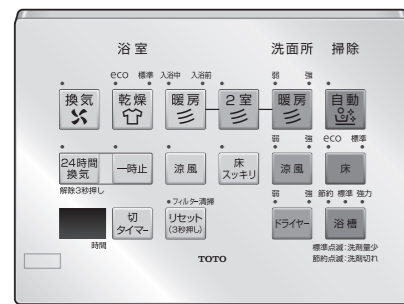 浴室 洗面所 掃除
eco 標準 入浴中 入浴前 弱 強
換気 乾燥 暖房 2室 暖房 自動
弱 強 eco 標準
24時間換気 一時止 涼風 床スッキリ 涼風 床
解除3秒押し
●フィルター清掃 弱 強 節約 標準 強力
切タイマー リセット(3秒押し) ドライヤー 浴槽
時間
標準点滅:洗剤量少
節約点滅:洗剤切れ
TOTO